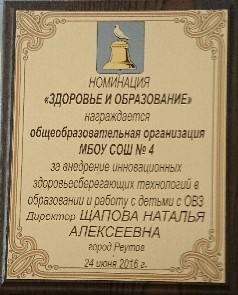 НОМИНАЦИЯ
«ЗДОРОВЬЕ И ОБРАЗОВАНИЕ»
награждается
общеобразовательная организация
МБОУ СОШ № 4
за внедрение инновационных
здоровьесберегающих технологий в
образовании и работу с детьми с ОВЗ
Директор ЩАПОВА НАТАЛЬЯ
АЛЕКСЕЕВНА
город Реутов
24 июня 2016 г.